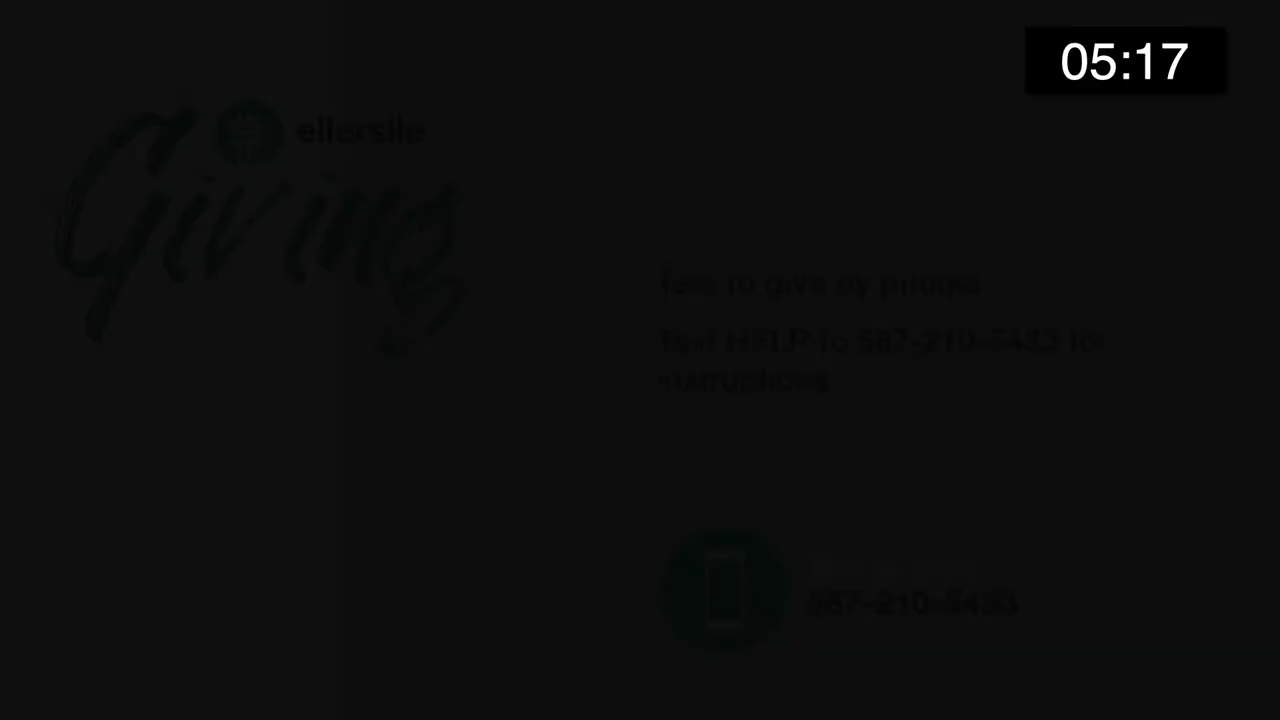 05:17
ellerslie
Giving
Text to give by phone
Text HELP to 587-210-5433 for
instructions
587-210-5433